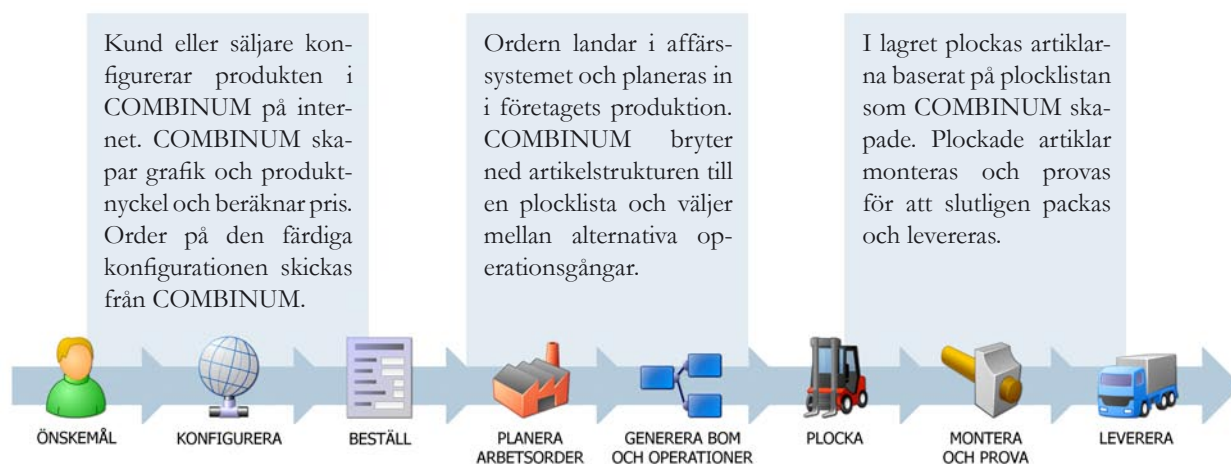 Kund eller säljare kon-
figurerar produkten i
COMBINUM på inter-
net. COMBINUM ska-
par grafik och produkt-
nyckel och beräknar pris.
Order på den färdiga
konfigurationen skickas
från COMBINUM.
Ordern landar i affärs-
systemet och planeras in
i företagets produktion.
COMBINUM bryter
ned artikelstrukturen till
en plocklista och väljer
mellan alternativa op-
erationsgångar.
I lagret plockas artiklar-
na baserat på plocklistan
som COMBINUM ska-
pade. Plockade artiklar
monteras och provas
för att slutligen packas
och levereras.
ÖNSKEMÅL
KONFIGURERA
BESTÄLL
PLANERA
ARBETSORDER
GENERERA BOM
OCH OPERATIONER
PLOCKA
MONTERA
OCH PROVA
LEVERERA